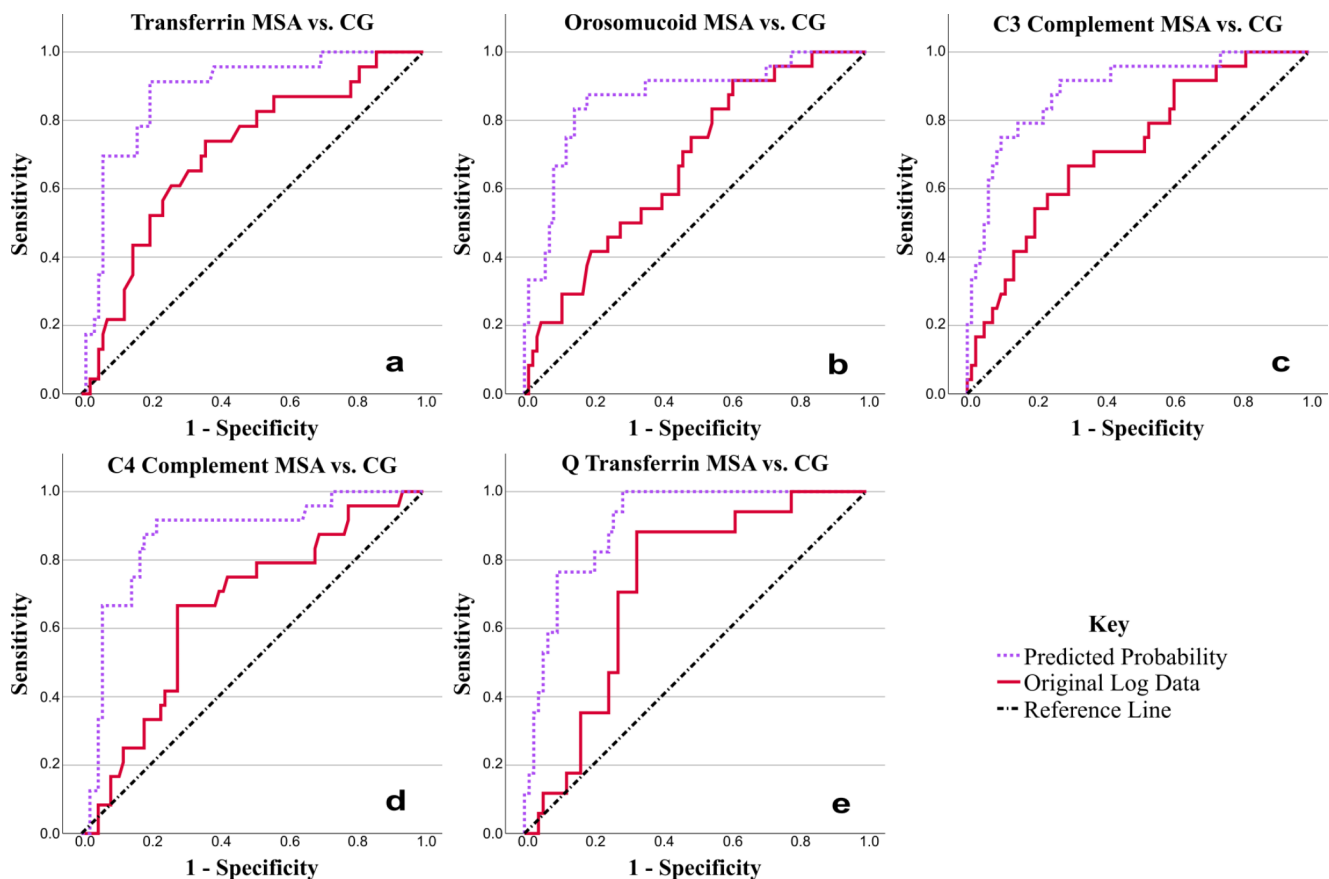 Transferrin MSA vs. CG
1.0
0.8
0.6
0.4
0.2
0.0
Sensitivity
0.0 0.2 0.4 0.6 0.8 1.0
1 - Specificity
a
Orosomucoid MSA vs. CG
1.0
0.8
0.6
0.4
0.2
0.0
Sensitivity
0.0 0.2 0.4 0.6 0.8 1.0
1 - Specificity
b
C3 Complement MSA vs. CG
1.0
0.8
0.6
0.4
0.2
0.0
Sensitivity
0.0 0.2 0.4 0.6 0.8 1.0
1 - Specificity
c
C4 Complement MSA vs. CG
1.0
0.8
0.6
0.4
0.2
0.0
Sensitivity
0.0 0.2 0.4 0.6 0.8 1.0
1 - Specificity
d
Q Transferrin MSA vs. CG
1.0
0.8
0.6
0.4
0.2
0.0
Sensitivity
0.0 0.2 0.4 0.6 0.8 1.0
1 - Specificity
e
Key
Predicted Probability
Original Log Data
Reference Line